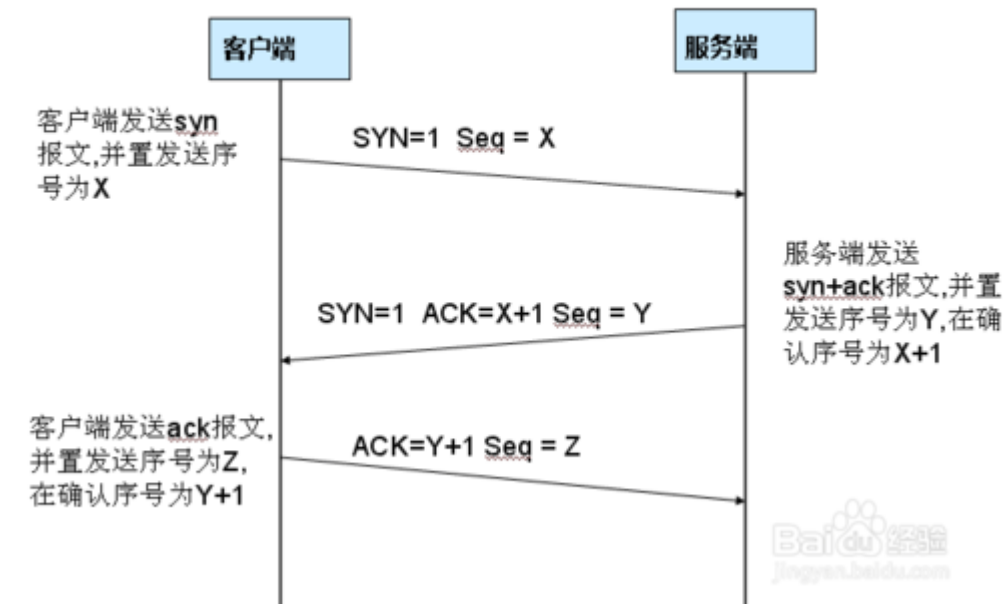 客户端
服务端
客户端发送syn
报文,并置发送序
号为X
SYN=1 Seq = X
服务端发送
syn+ack报文,并置
发送序号为Y,在确
认序号为X+1
SYN=1 ACK=X+1 Seq = Y
客户端发送ack报文,
并置发送序号为Z,
在确认序号为Y+1
ACK=Y+1 Seq = Z
Baidu 经验
jingyan.baidu.com